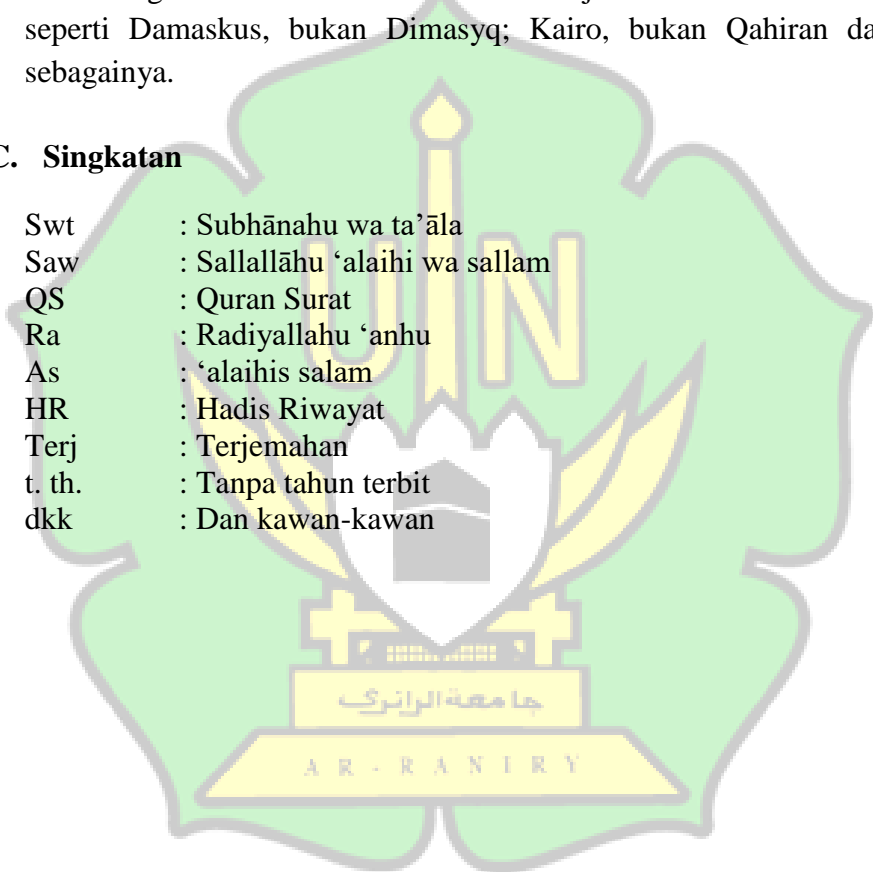 seperti Damaskus, bukan Dimasyq; Kairo, bukan Qahiran da
sebagainya.
C. Singkatan
Swt : Subhānahu wa ta’āla
Saw : Sallallāhu ‘alaihi wa sallam
QS : Quran Surat
Ra : Radiyallahu ‘anhu
As : ‘alaihis salam
HR : Hadis Riwayat
Terj : Terjemahan
t. th. : Tanpa tahun terbit
dkk : Dan kawan-kawan
UIN
جامعة الرانري
AR-RANIRY